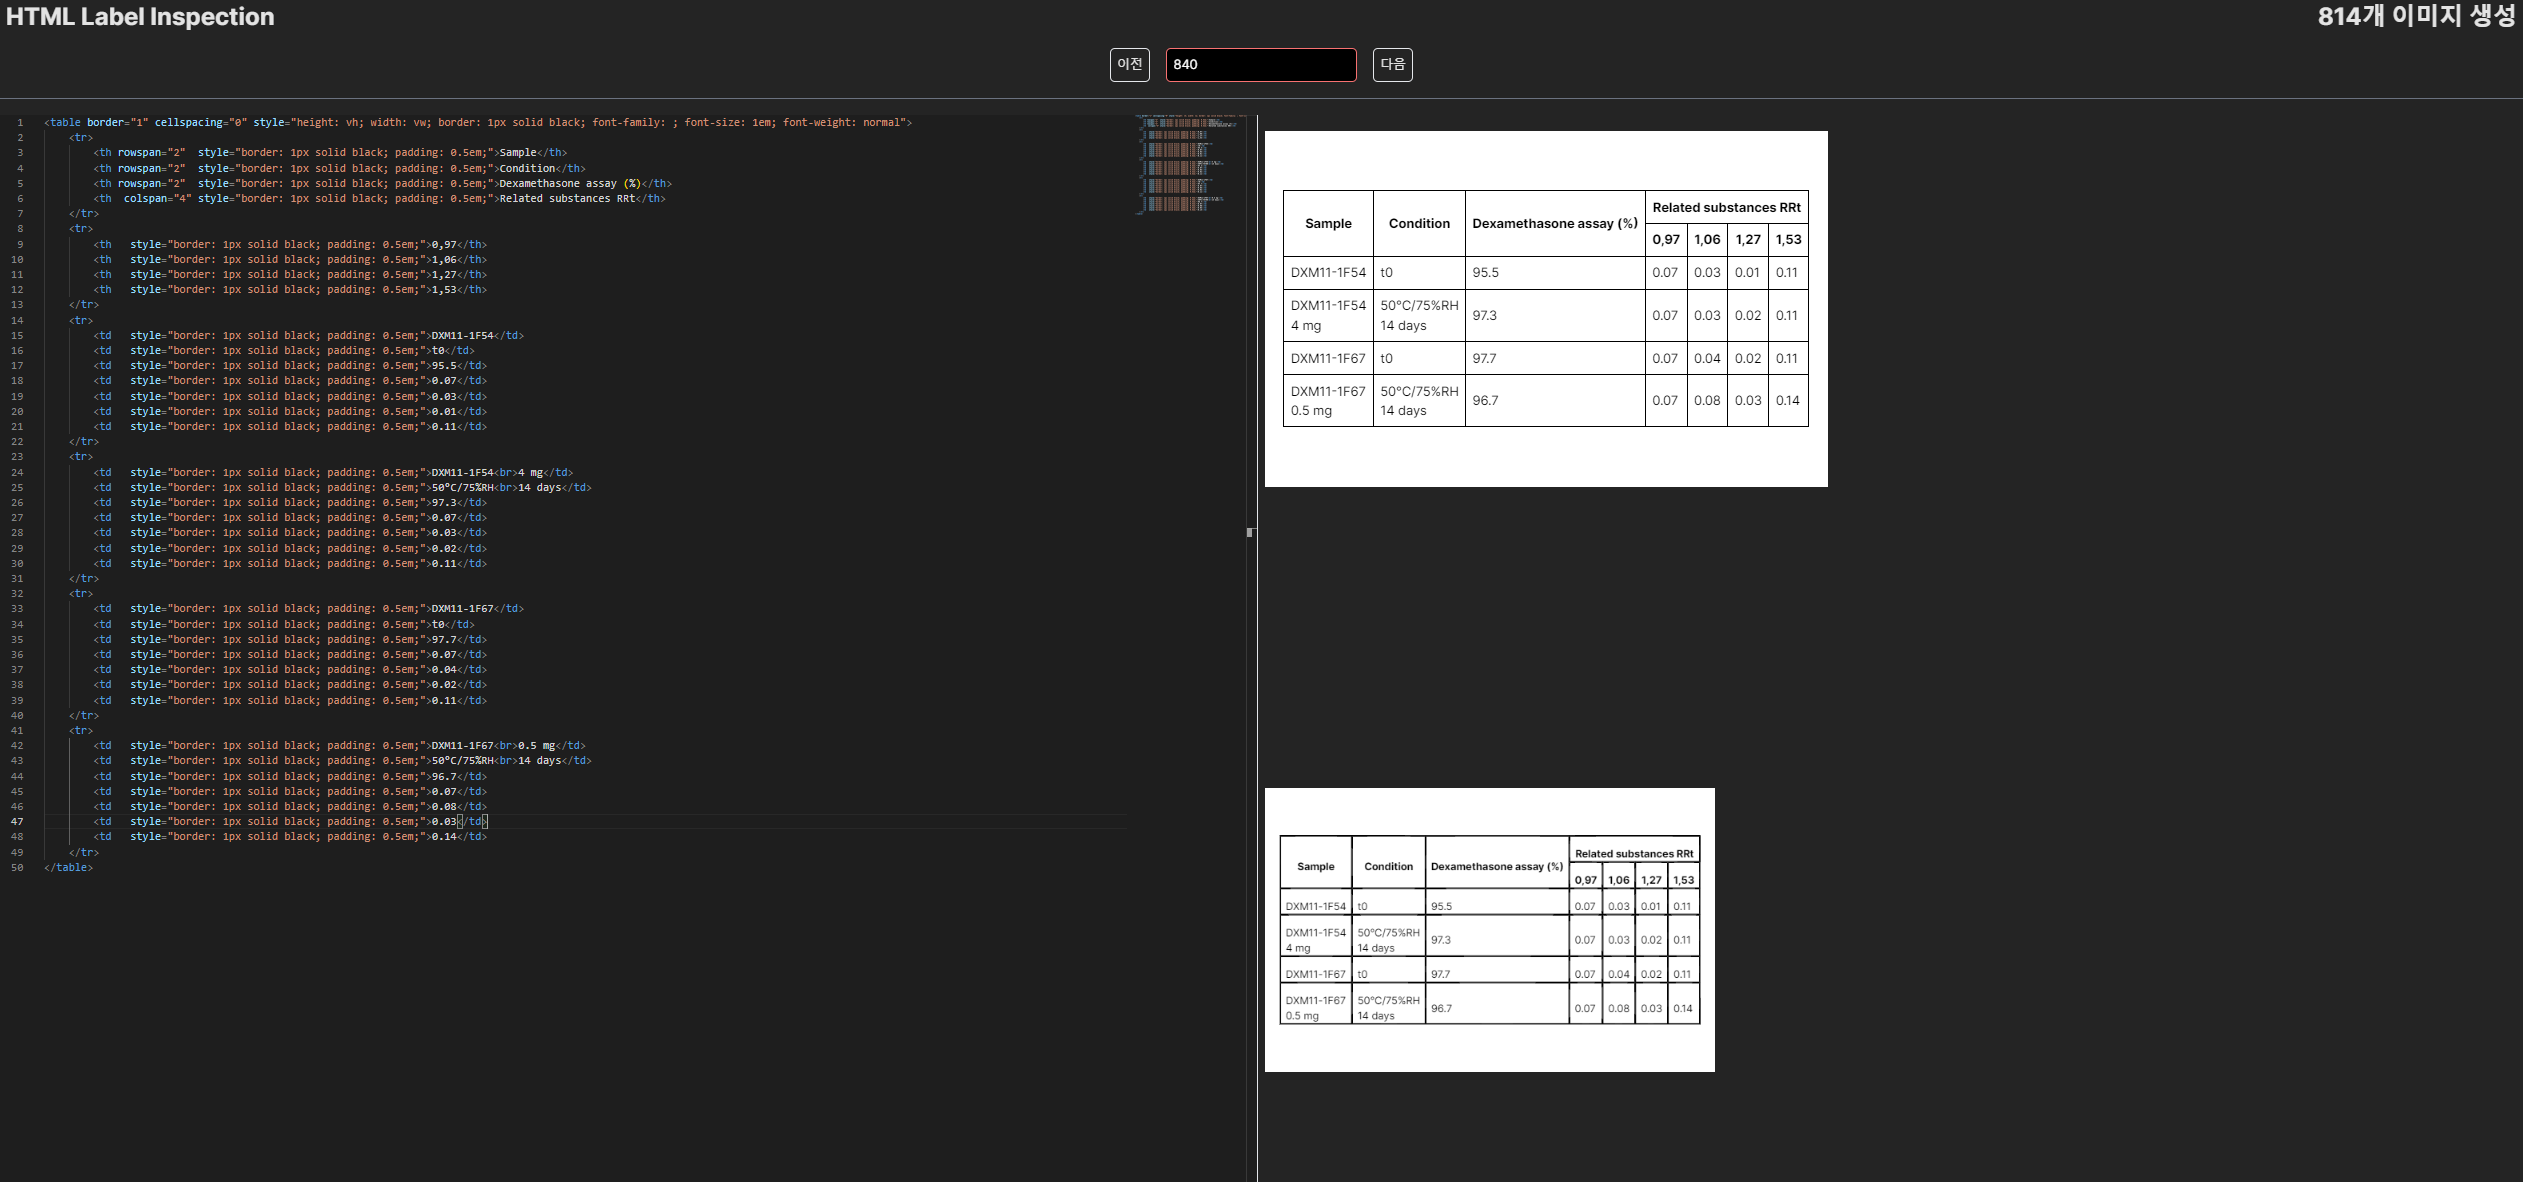 HTML Label Inspection
814개 이미지 생성
이전
840
다음
1 <table border="1" cellspacing="0" style="height: vh; width: vw; border: 1px solid black; font-family: ; font-size: 1em; font-weight: normal">
2 <tr>
3 <th rowspan="2"  style="border: 1px solid black; padding: 0.5em;">Sample</th>
4 <th rowspan="2"  style="border: 1px solid black; padding: 0.5em;">Condition</th>
5 <th rowspan="2"  style="border: 1px solid black; padding: 0.5em;">Dexamethasone assay (%)</th>
6 <th  colspan="4" style="border: 1px solid black; padding: 0.5em;">Related substances RRt</th>
7 </tr>
8 <tr>
9 <th   style="border: 1px solid black; padding: 0.5em;">0,97</th>
10 <th   style="border: 1px solid black; padding: 0.5em;">1,06</th>
11 <th   style="border: 1px solid black; padding: 0.5em;">1,27</th>
12 <th   style="border: 1px solid black; padding: 0.5em;">1,53</th>
13 </tr>
14 <tr>
15 <td   style="border: 1px solid black; padding: 0.5em;">DXM11-1F54</td>
16 <td   style="border: 1px solid black; padding: 0.5em;">t0</td>
17 <td   style="border: 1px solid black; padding: 0.5em;">95.5</td>
18 <td   style="border: 1px solid black; padding: 0.5em;">0.07</td>
19 <td   style="border: 1px solid black; padding: 0.5em;">0.03</td>
20 <td   style="border: 1px solid black; padding: 0.5em;">0.01</td>
21 <td   style="border: 1px solid black; padding: 0.5em;">0.11</td>
22 </tr>
23 <tr>
24 <td   style="border: 1px solid black; padding: 0.5em;">DXM11-1F54<br>4 mg</td>
25 <td   style="border: 1px solid black; padding: 0.5em;">50°C/75%RH<br>14 days</td>
26 <td   style="border: 1px solid black; padding: 0.5em;">97.3</td>
27 <td   style="border: 1px solid black; padding: 0.5em;">0.07</td>
28 <td   style="border: 1px solid black; padding: 0.5em;">0.03</td>
29 <td   style="border: 1px solid black; padding: 0.5em;">0.02</td>
30 <td   style="border: 1px solid black; padding: 0.5em;">0.11</td>
31 </tr>
32 <tr>
33 <td   style="border: 1px solid black; padding: 0.5em;">DXM11-1F67</td>
34 <td   style="border: 1px solid black; padding: 0.5em;">t0</td>
35 <td   style="border: 1px solid black; padding: 0.5em;">97.7</td>
36 <td   style="border: 1px solid black; padding: 0.5em;">0.07</td>
37 <td   style="border: 1px solid black; padding: 0.5em;">0.04</td>
38 <td   style="border: 1px solid black; padding: 0.5em;">0.02</td>
39 <td   style="border: 1px solid black; padding: 0.5em;">0.11</td>
40 </tr>
41 <tr>
42 <td   style="border: 1px solid black; padding: 0.5em;">DXM11-1F67<br>0.5 mg</td>
43 <td   style="border: 1px solid black; padding: 0.5em;">50°C/75%RH<br>14 days</td>
44 <td   style="border: 1px solid black; padding: 0.5em;">96.7</td>
45 <td   style="border: 1px solid black; padding: 0.5em;">0.07</td>
46 <td   style="border: 1px solid black; padding: 0.5em;">0.08</td>
47 <td   style="border: 1px solid black; padding: 0.5em;">0.03</td>
48 <td   style="border: 1px solid black; padding: 0.5em;">0.14</td>
49 </tr>
50 </table>
Sample Condition Dexamethasone assay (%) Related substances RRt
0,97 1,06 1,27 1,53
DXM11-1F54 t0 95.5 0.07 0.03 0.01 0.11
DXM11-1F54 50°C/75%RH 97.3 0.07 0.03 0.02 0.11
4 mg 14 days
DXM11-1F67 t0 97.7 0.07 0.04 0.02 0.11
DXM11-1F67 50°C/75%RH 96.7 0.07 0.08 0.03 0.14
0.5 mg 14 days
Sample Condition Dexamethasone assay (%) Related substances RRt
0,97 1,06 1,27 1,53
DXM11-1F54 t0 95.5 0.07 0.03 0.01 0.11
DXM11-1F54 50°C/75%RH 97.3 0.07 0.03 0.02 0.11
4 mg 14 days
DXM11-1F67 t0 97.7 0.07 0.04 0.02 0.11
DXM11-1F67 50°C/75%RH 96.7 0.07 0.08 0.03 0.14
0.5 mg 14 days